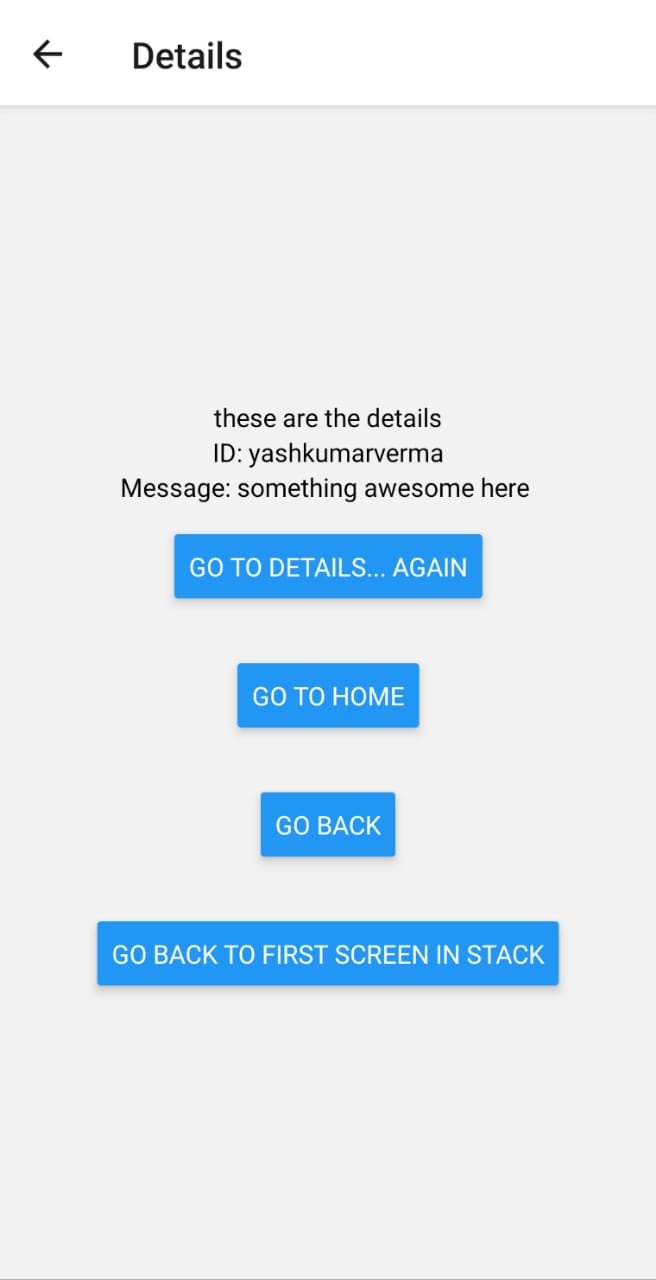 Details
these are the details
ID: yashkumarverma
Message: something awesome here
GO TO DETAILS... AGAIN
GO TO HOME
GO BACK
GO BACK TO FIRST SCREEN IN STACK